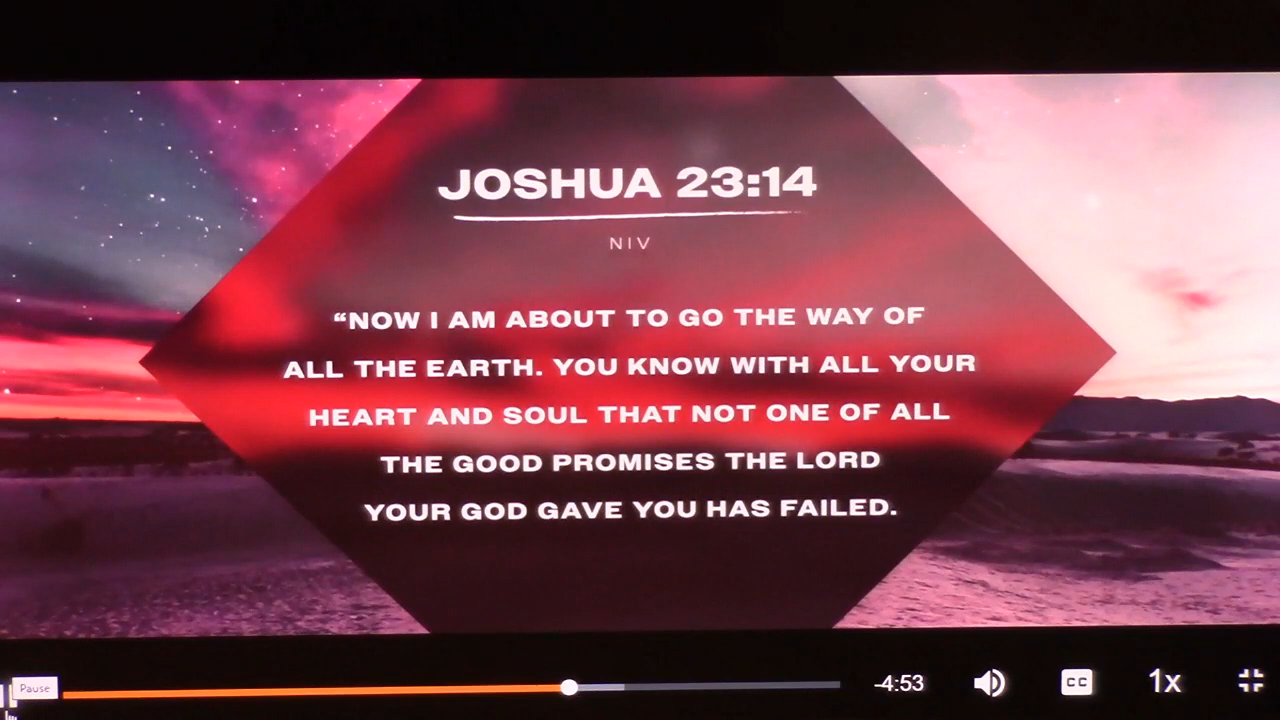 JOSHUA 23:14
NIV
“NOW I AM ABOUT TO GO THE WAY OF
ALL THE EARTH. YOU KNOW WITH ALL YOUR
HEART AND SOUL THAT NOT ONE OF ALL
THE GOOD PROMISES THE LORD
YOUR GOD GAVE YOU HAS FAILED.
Pause
-4:53
CC
1x